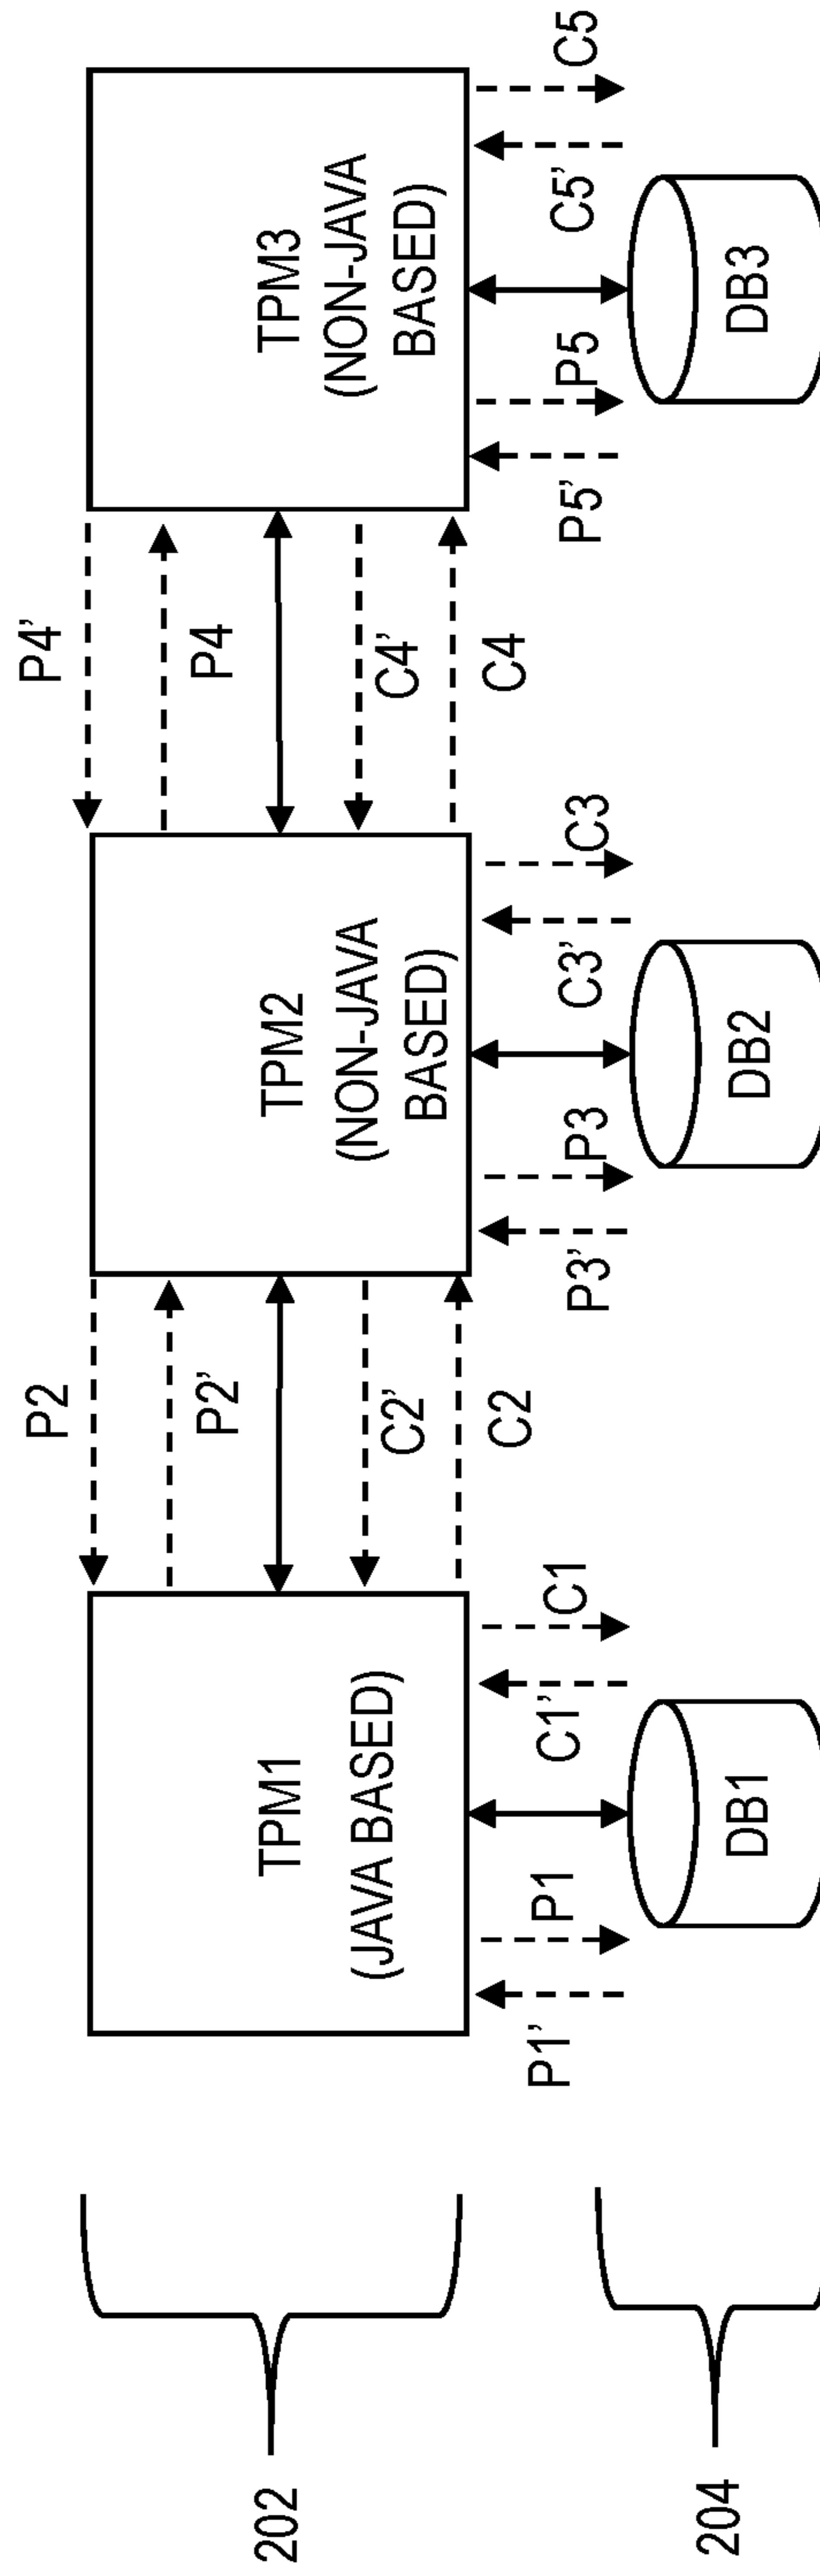 P2
P4'
P2'
P4
202
TPM1
(JAVA BASED)
TPM2
(NON-JAVA
BASED)
TPM3
(NON-JAVA
BASED)
C2'
C4'
C2
C4
P1'
P1
C1'
C1
P3'
P3
C3'
C3
P5'
P5
C5'
C5
204
DB1
DB2
DB3